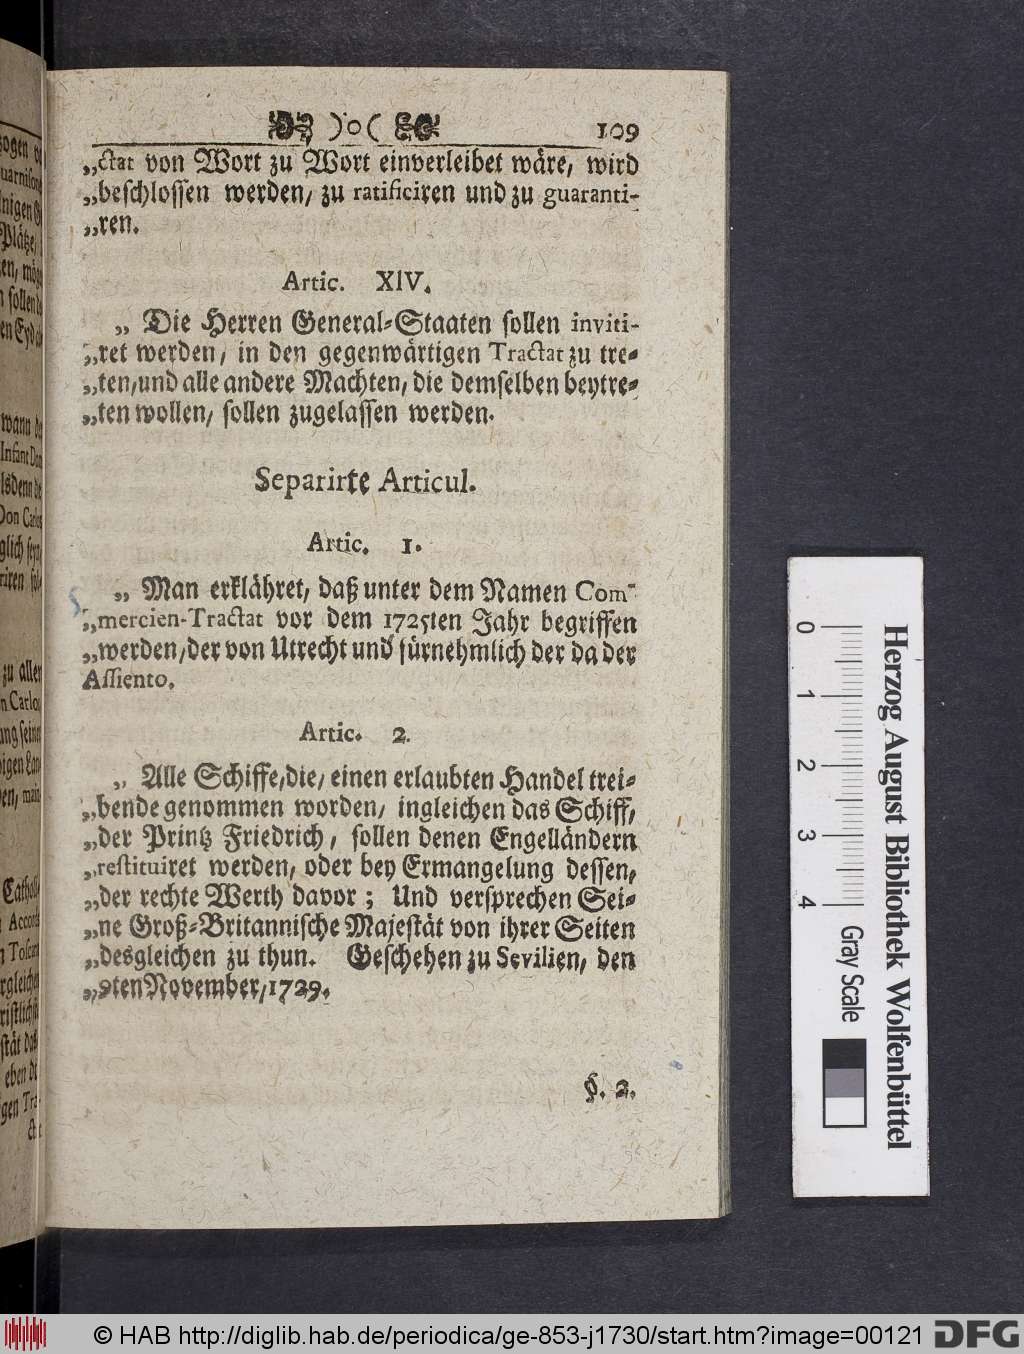 )o( 109
„ctat von Wort zu Wort einverleibet wäre, wird
„beschlossen werden/ zu ratificiren und zu guaranti-
„ren.
Artic. XIV.
„ Die Herren General-Staaten sollen inviti-
„ret werden/ in den gegenwärtigen Tractat zu tre-
„ten/und alle andere Machten/die demselben beytre-
„ten wollen/ sollen zugelassen werden.
Separirte Articul.
Artic. 1.
„ Man erklähret, daß unter dem Namen Com-
„mercien-Tractat vor dem 1725ten Jahr begriffen
„werden/der von Utrecht und fürnehmlich der da der
Assiento.
Artic. 2.
„ Alle Schiffe/die/ einen erlaubten Handel trei-
„bende genommen worden/ ingleichen das Schiff/
„der Printz Friedrich, sollen denen Engelländern
„restituiret werden, oder bey Ermangelung dessen,
„der rechte Werth davor; Und versprechen Sei-
„ne Groß-Britannische Majestät von ihrer Seiten
„desgleichen zu thun. Geschehen zu Sevilien, den
„9ten November/1729.
§. 2.
0 1 2 3 4
Gray Scale
Herzog August Bibliothek Wolfenbüttel
© HAB http://diglib.hab.de/periodica/ge-853-j1730/start.htm?image=00121 DFG